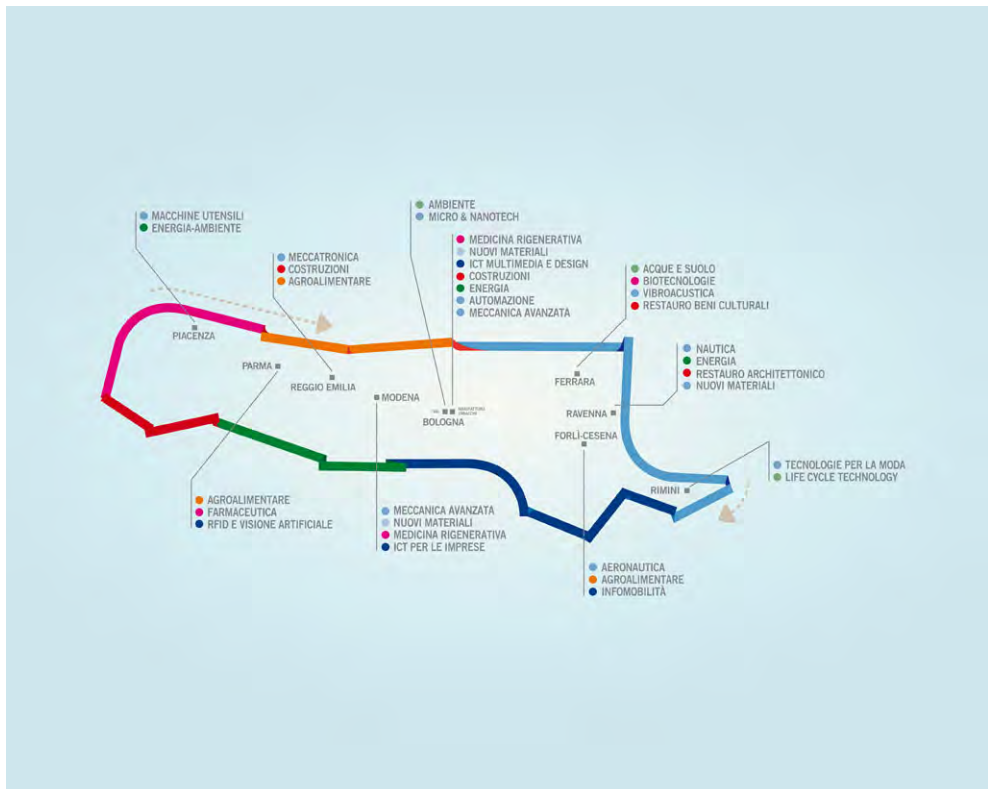 MACCHINE UTENSILI
ENERGIA-AMBIENTE
PIACENZA
MECCATRONICA
COSTRUZIONI
AGROALIMENTARE
REGGIO EMILIA
AMBIENTE
MICRO & NANOTECH
MEDICINA RIGENERATIVA
NUOVI MATERIALI
ICT MULTIMEDIA E DESIGN
COSTRUZIONI
ENERGIA
AUTOMAZIONE
MECCANICA AVANZATA
BOLOGNA
ACQUE E SUOLO
BIOTECNOLOGIE
VIBROACUSTICA
RESTAURO BENI CULTURALI
FERRARA
NAUTICA
ENERGIA
RESTAURO ARCHITETTONICO
NUOVI MATERIALI
RAVENNA
PARMA
AGROALIMENTARE
FARMACEUTICA
RFID E VISIONE ARTIFICIALE
MODENA
MECCANICA AVANZATA
NUOVI MATERIALI
MEDICINA RIGENERATIVA
ICT PER LE IMPRESE
FORLÌ-CESENA
AERONAUTICA
AGROALIMENTARE
INFOMOBILITÀ
RIMINI
TECNOLOGIE PER LA MODA
LIFE CYCLE TECHNOLOGY